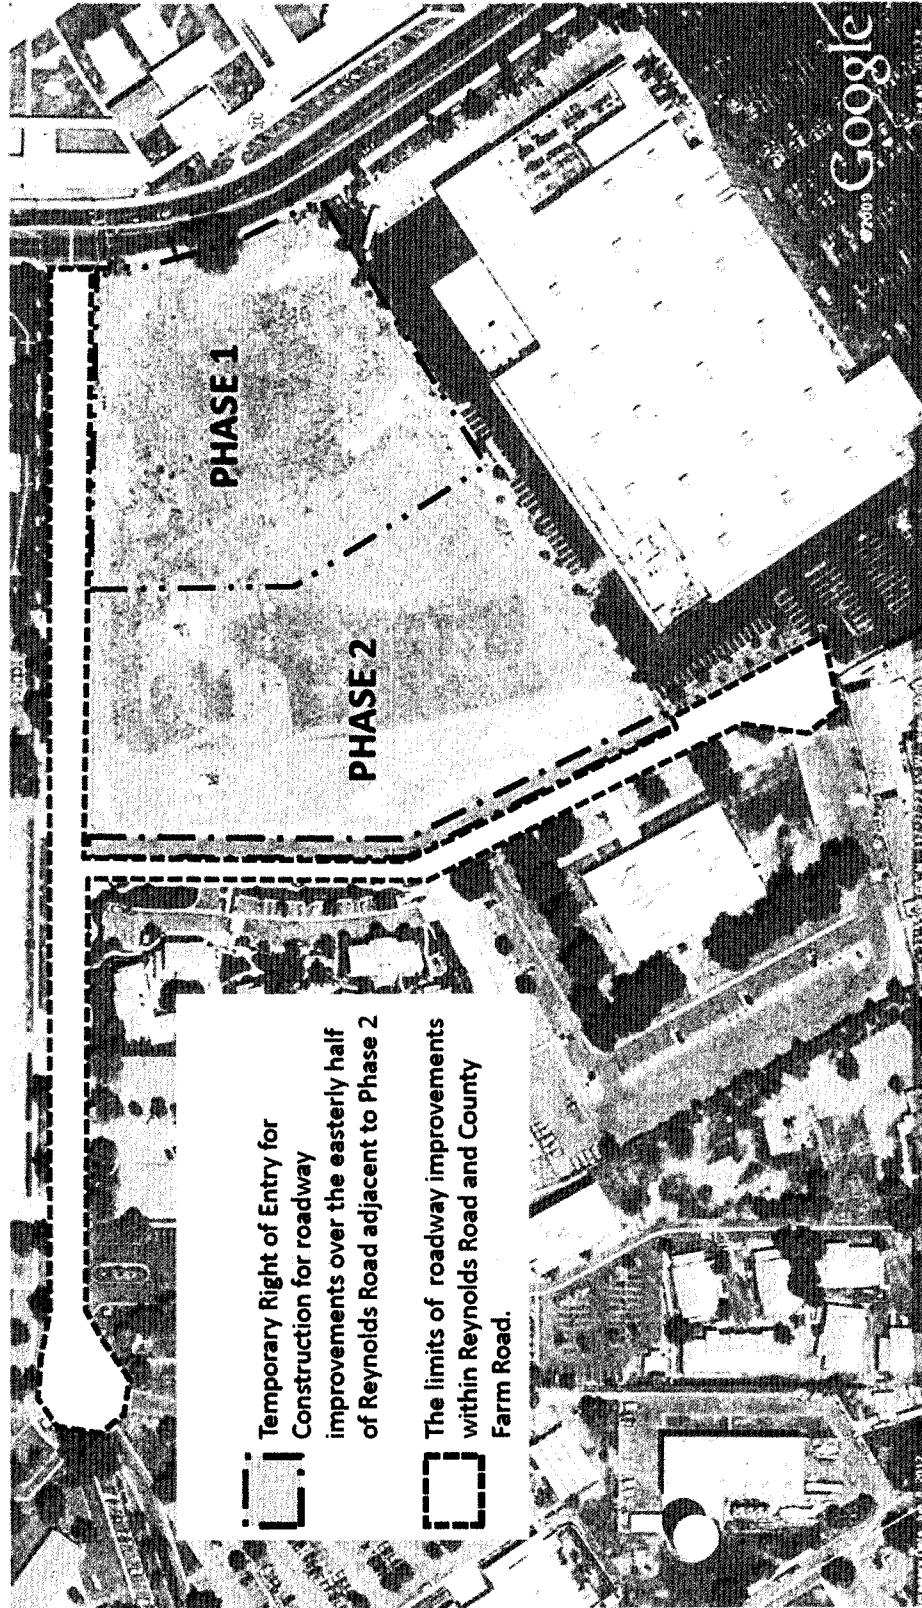 PHASE 1
PHASE 2
Temporary Right of Entry for
Construction for roadway
improvements over the easterly half
of Reynolds Road adjacent to Phase 2
The limits of roadway improvements
within Reynolds Road and County
Farm Road.
©2009 Google